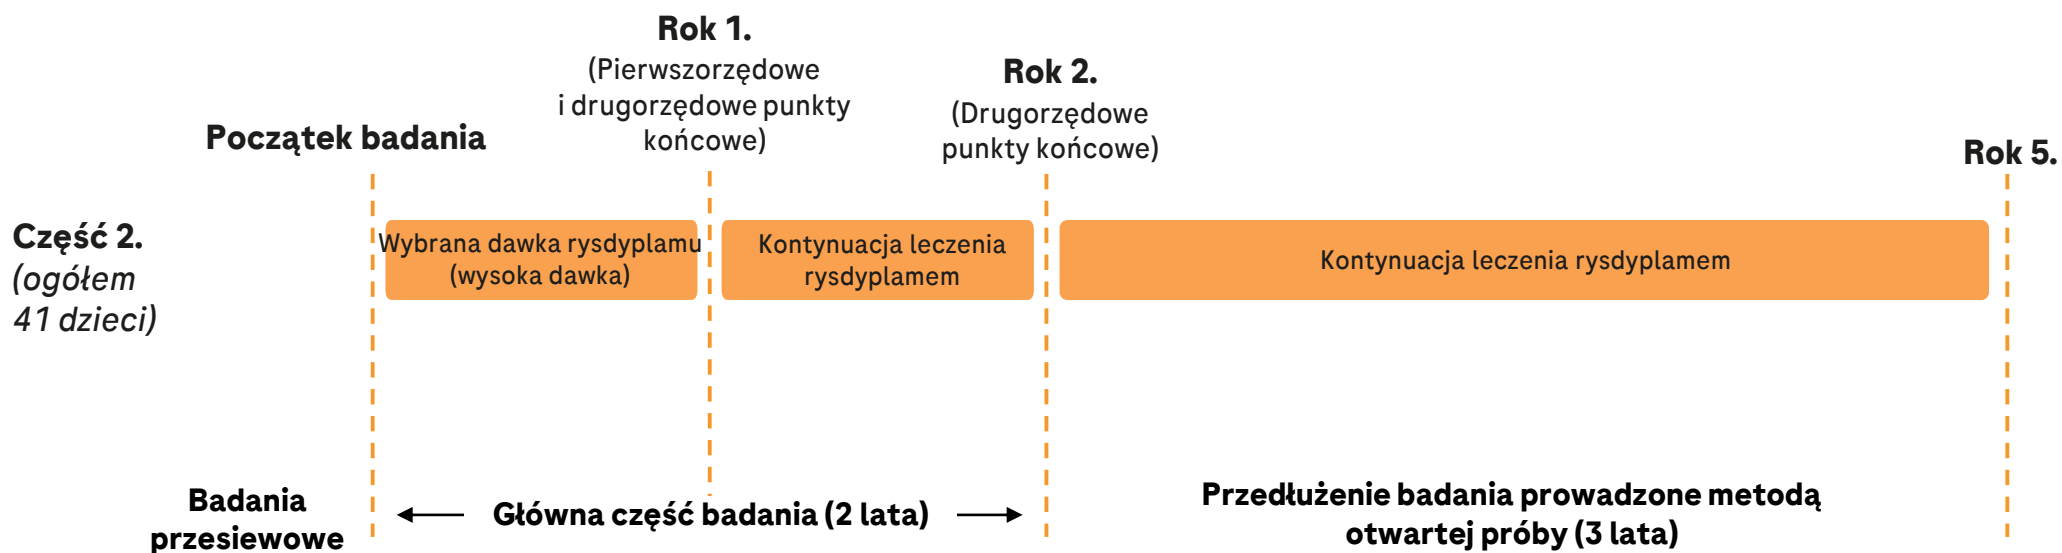 Rok 1.
(Pierwszorzędowe
i drugorzędowe punkty
końcowe)
Rok 2.
(Drugorzędowe
punkty końcowe)
Początek badania
Rok 5.
Część 2.
(ogółem
41 dzieci)
Wybrana dawka rysdyplamu
(wysoka dawka)
Kontynuacja leczenia
rysdyplamem
Kontynuacja leczenia rysdyplamem
Badania
przesiewowe
Główna część badania (2 lata)
Przedłużenie badania prowadzone metodą
otwartej próby (3 lata)